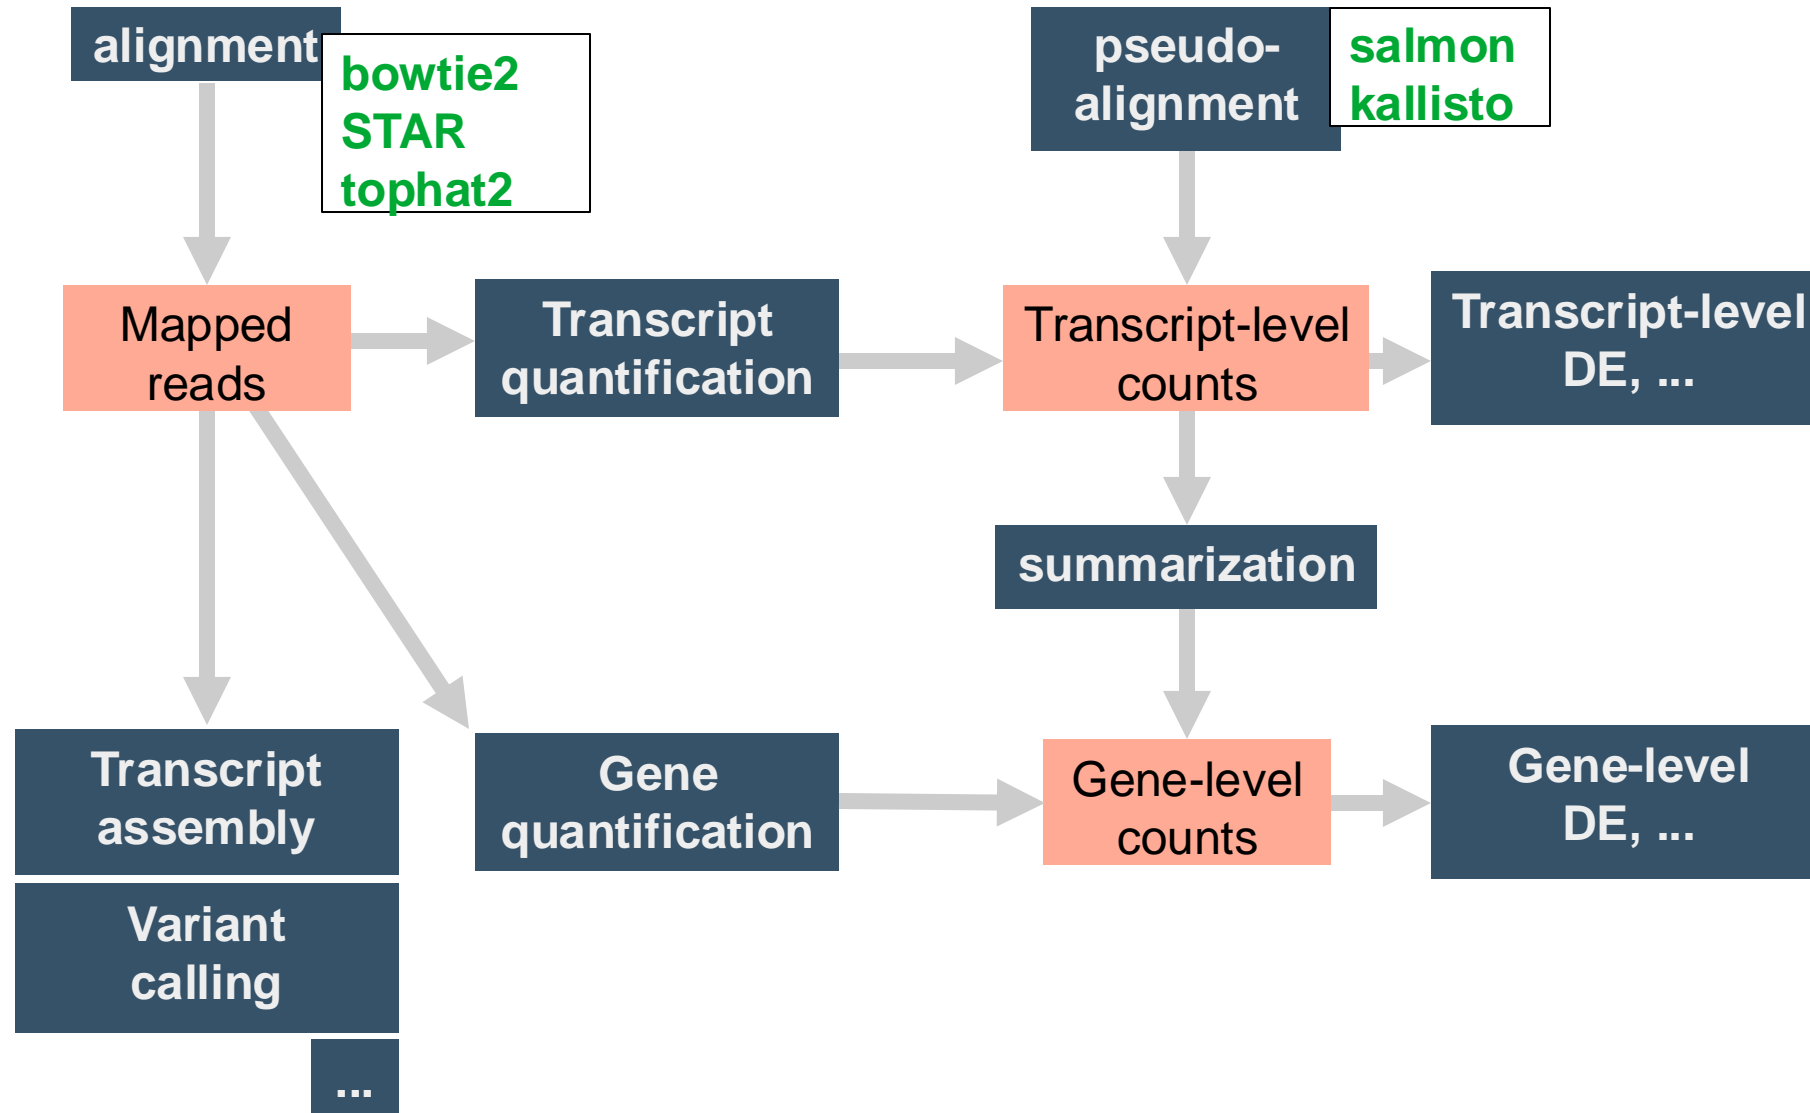 alignment
bowtie2
STAR
tophat2
pseudo-
alignment
salmon
kallisto
Mapped
reads
Transcript
quantification
Transcript-level
counts
Transcript-level
DE, ...
summarization
Transcript
assembly
Gene
quantification
Gene-level
counts
Gene-level
DE, ...
Variant
calling
...